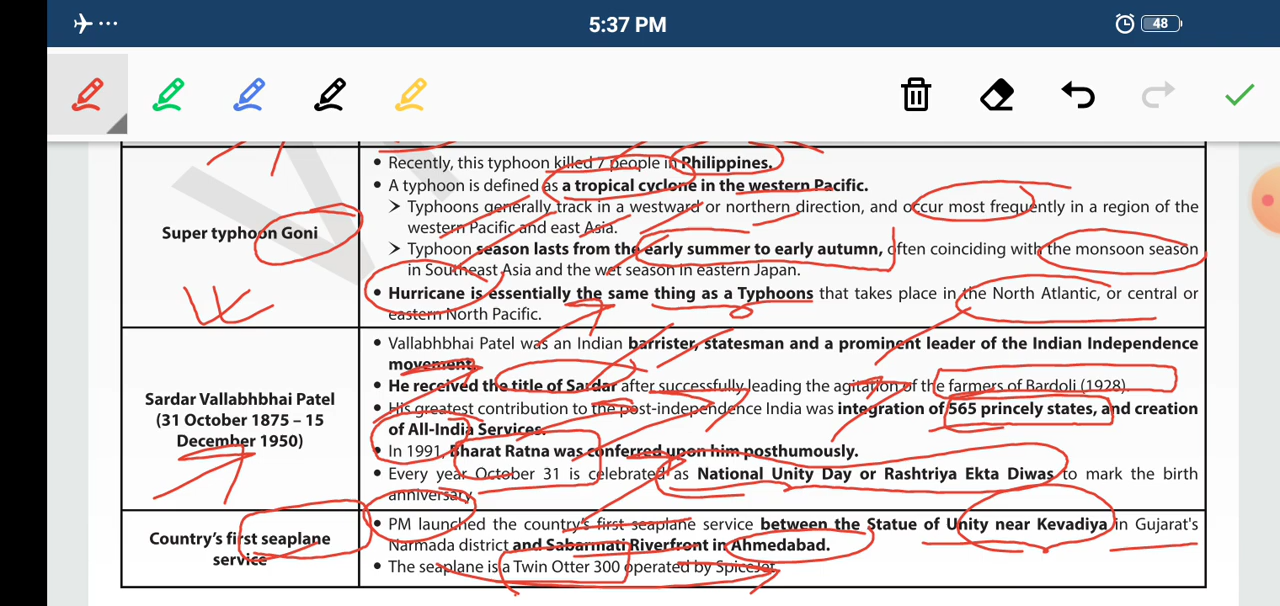 5:37 PM
48
Super typhoon Goni
• Recently, this typhoon killed 7 people in Philippines.
• A typhoon is defined as a tropical cyclone in the western Pacific.
➤ Typhoons generally track in a westward or northern direction, and occur most frequently in a region of the
western Pacific and east Asia.
➤ Typhoon season lasts from the early summer to early autumn, often coinciding with the monsoon season
in Southeast Asia and the wet season in eastern Japan.
• Hurricane is essentially the same thing as a Typhoons that takes place in the North Atlantic, or central or
eastern North Pacific.
Sardar Vallabhbhai Patel
(31 October 1875 – 15
December 1950)
• Vallabhbhai Patel was an Indian barrister, statesman and a prominent leader of the Indian Independence
movement.
• He received the title of Sardar after successfully leading the agitation of the farmers of Bardoli (1928).
• His greatest contribution to the post-independence India was integration of 565 princely states, and creation
of All-India Services.
• In 1991, Bharat Ratna was conferred upon him posthumously.
• Every year October 31 is celebrated as National Unity Day or Rashtriya Ekta Diwas to mark the birth
anniversary.
Country's first seaplane
service
• PM launched the country's first seaplane service between the Statue of Unity near Kevadiya in Gujarat's
Narmada district and Sabarmati Riverfront in Ahmedabad.
• The seaplane is a Twin Otter 300 operated by SpiceJet.